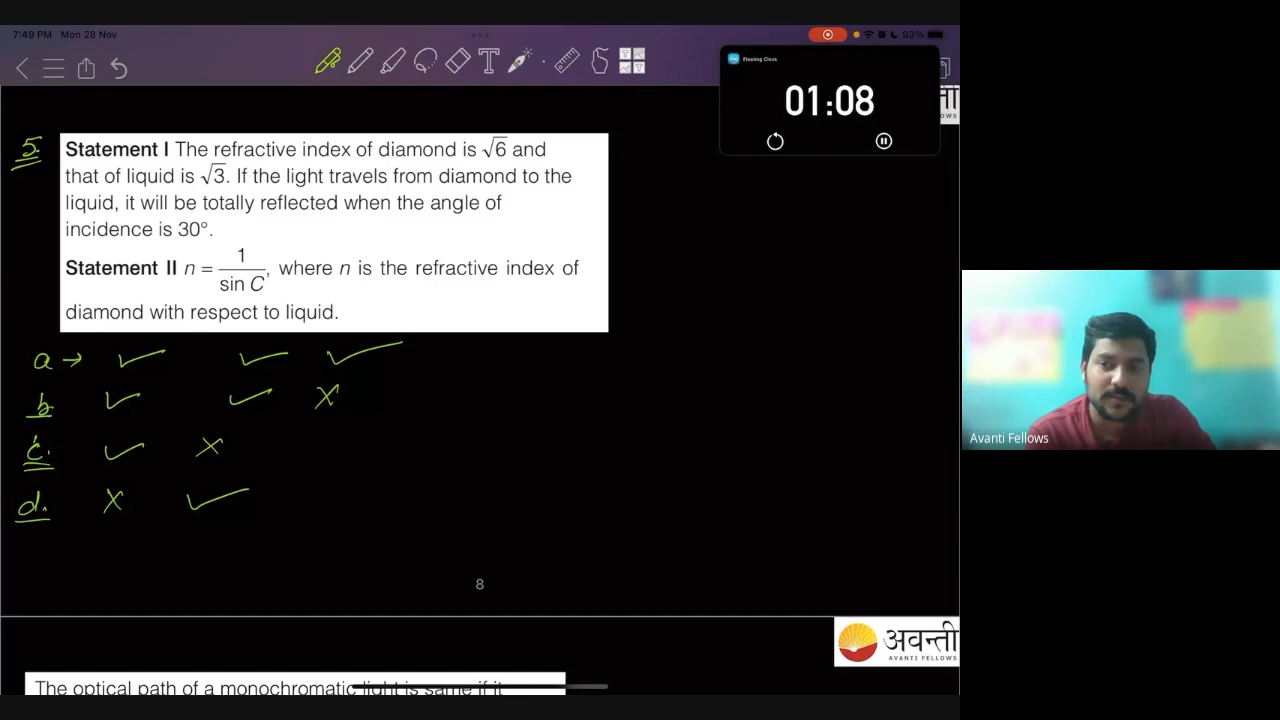 7:49 PM Mon 28 Nov
93%
Floating Clock
01:08
5.
Statement I The refractive index of diamond is √6 and
that of liquid is √3. If the light travels from diamond to the
liquid, it will be totally reflected when the angle of
incidence is 30°.
Statement II n = 1/sin C, where n is the refractive index of
diamond with respect to liquid.
a → ✓ ✓ ✓
b. ✓ ✓ X
c. ✓ X
d. X ✓
8
अवन्ती
AVANTI FELLOWS
The optical path of a monochromatic light is same if it
Avanti Fellows